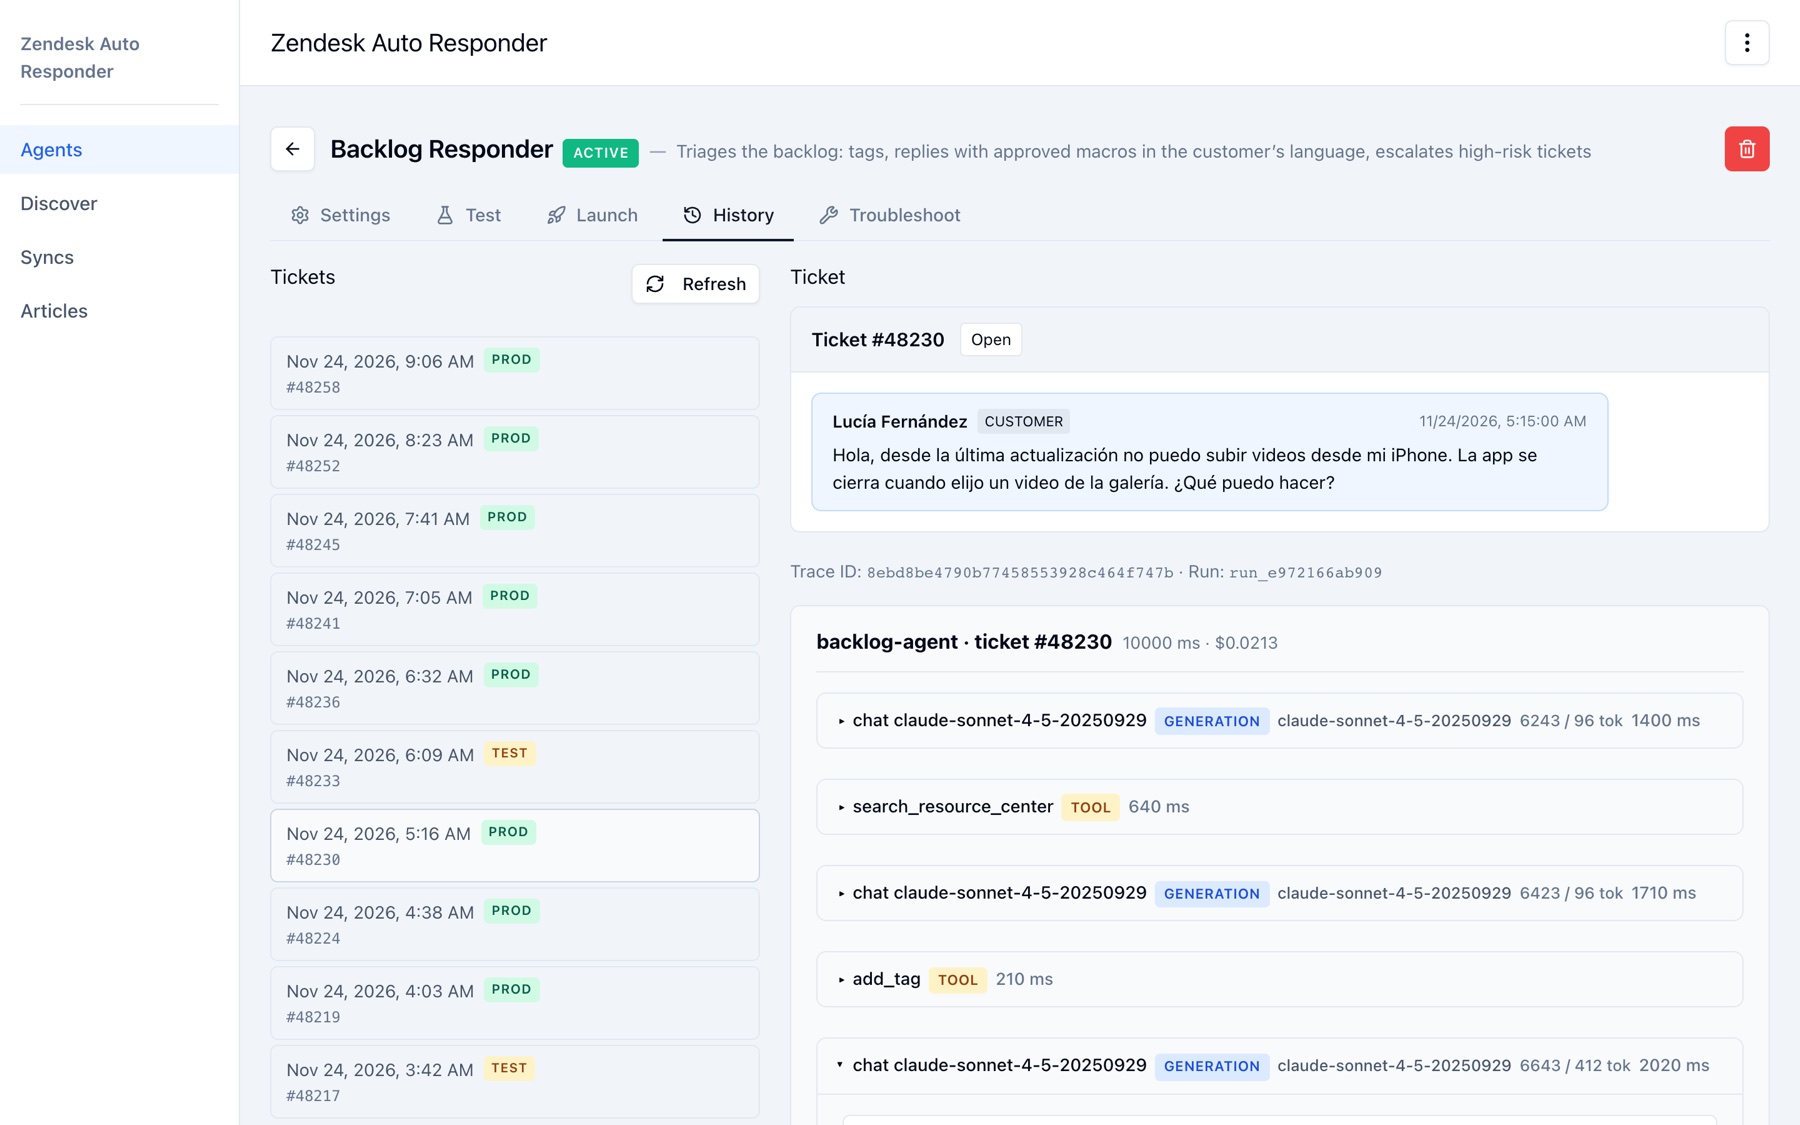 Zendesk Auto
Responder
Agents
Discover
Syncs
Articles
Zendesk Auto Responder
Backlog Responder ACTIVE — Triages the backlog: tags, replies with approved macros in the customer’s language, escalates high-risk tickets
Settings Test Launch History Troubleshoot
Tickets
Refresh
Nov 24, 2026, 9:06 AM PROD
#48258
Nov 24, 2026, 8:23 AM PROD
#48252
Nov 24, 2026, 7:41 AM PROD
#48245
Nov 24, 2026, 7:05 AM PROD
#48241
Nov 24, 2026, 6:32 AM PROD
#48236
Nov 24, 2026, 6:09 AM TEST
#48233
Nov 24, 2026, 5:16 AM PROD
#48230
Nov 24, 2026, 4:38 AM PROD
#48224
Nov 24, 2026, 4:03 AM PROD
#48219
Nov 24, 2026, 3:42 AM TEST
#48217
Ticket
Ticket #48230 Open
Lucía Fernández CUSTOMER 11/24/2026, 5:15:00 AM
Hola, desde la última actualización no puedo subir videos desde mi iPhone. La app se
cierra cuando elijo un video de la galería. ¿Qué puedo hacer?
Trace ID: 8ebd8be4790b77458553928c464f747b · Run: run_e972166ab909
backlog-agent · ticket #48230 10000 ms · $0.0213
chat claude-sonnet-4-5-20250929 GENERATION claude-sonnet-4-5-20250929 6243 / 96 tok 1400 ms
search_resource_center TOOL 640 ms
chat claude-sonnet-4-5-20250929 GENERATION claude-sonnet-4-5-20250929 6423 / 96 tok 1710 ms
add_tag TOOL 210 ms
chat claude-sonnet-4-5-20250929 GENERATION claude-sonnet-4-5-20250929 6643 / 412 tok 2020 ms